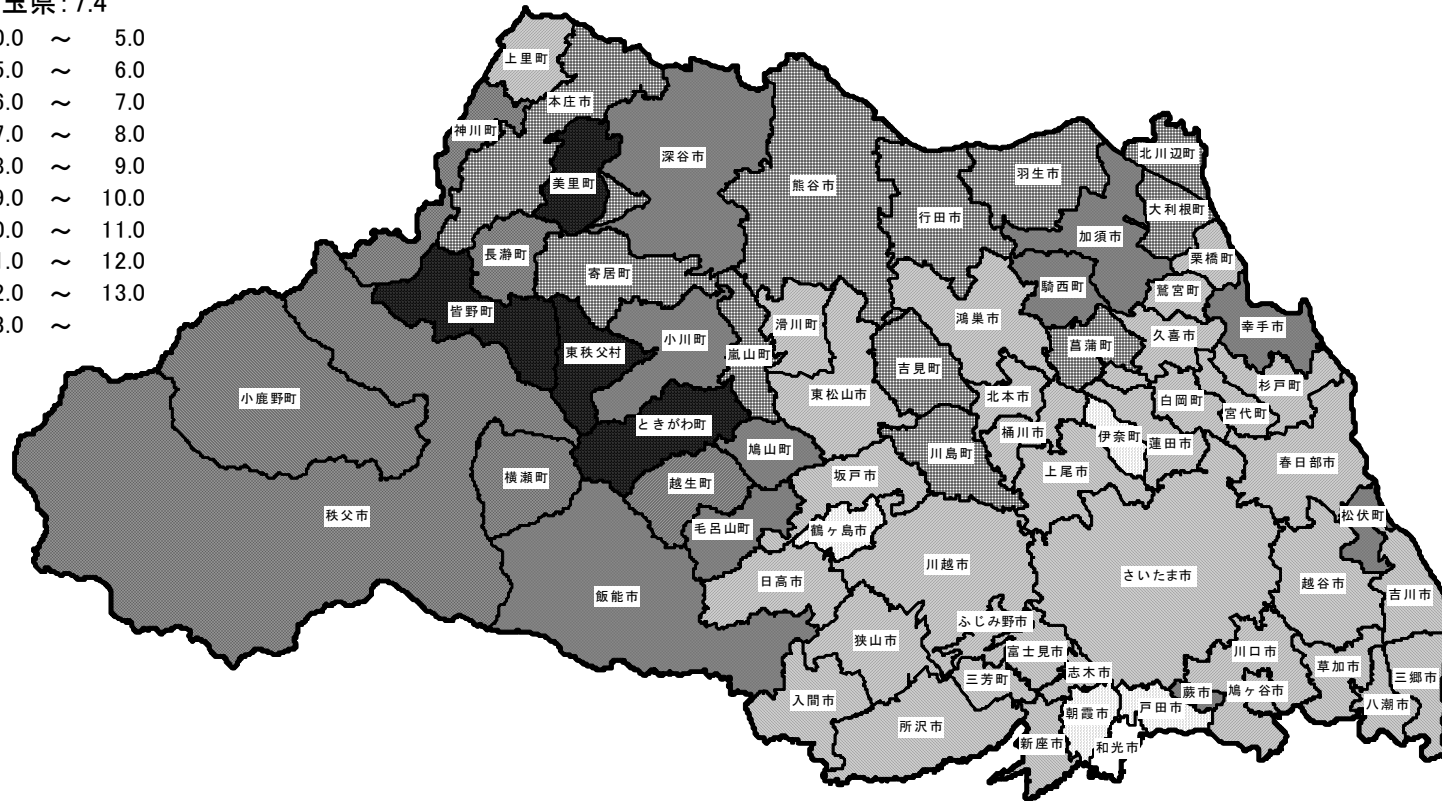 玉県：7.4
0.0 ～ 5.0
5.0 ～ 6.0
6.0 ～ 7.0
7.0 ～ 8.0
8.0 ～ 9.0
9.0 ～ 10.0
0.0 ～ 11.0
1.0 ～ 12.0
2.0 ～ 13.0
3.0 ～
上里町
本庄市
神川町
美里町
深谷市
熊谷市
行田市
羽生市
北川辺町
大利根町
加須市
栗橋町
長瀞町
寄居町
騎西町
鷲宮町
皆野町
東秩父村
小川町
嵐山町
滑川町
吉見町
鴻巣市
菖蒲町
久喜市
幸手市
小鹿野町
ときがわ町
東松山市
北本市
白岡町
杉戸町
宮代町
桶川市
伊奈町
蓮田市
鳩山町
川島町
上尾市
春日部市
秩父市
横瀬町
越生町
坂戸市
毛呂山町
鶴ヶ島市
松伏町
飯能市
日高市
川越市
さいたま市
越谷市
吉川市
狭山市
ふじみ野市
富士見市
川口市
草加市
三郷市
入間市
三芳町
志木市
蕨市
鳩ヶ谷市
八潮市
所沢市
朝霞市
戸田市
新座市
和光市